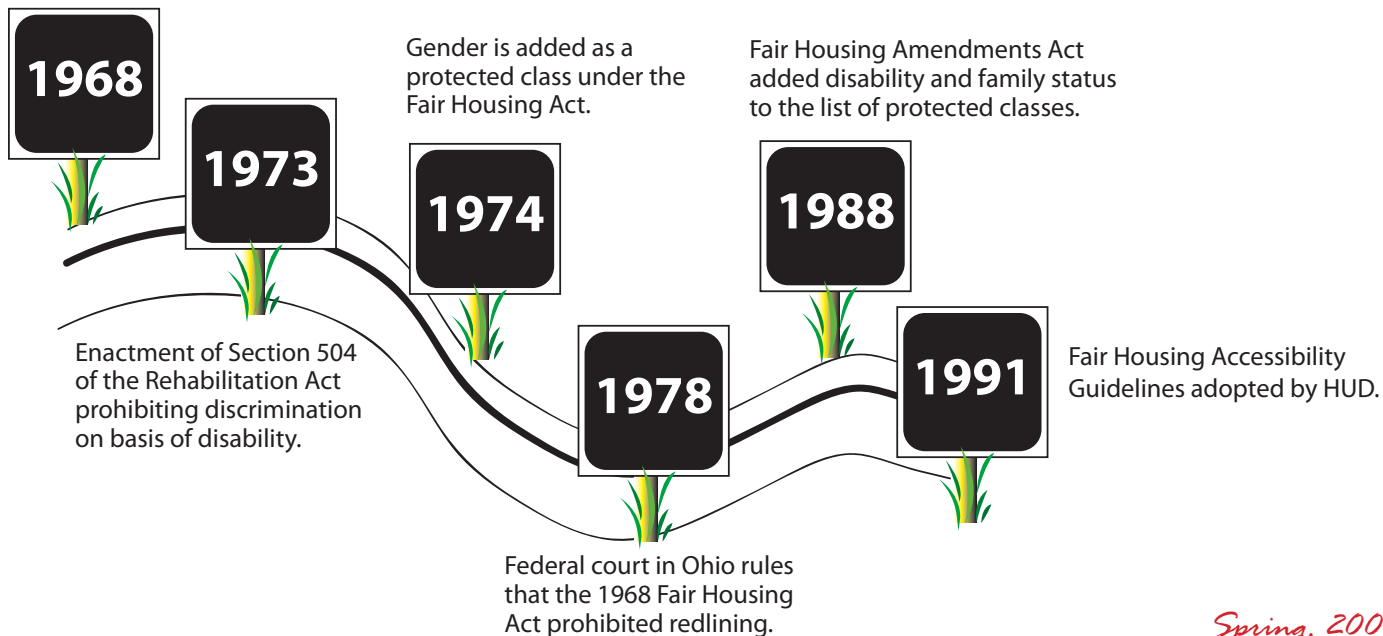 1968
1973
Enactment of Section 504
of the Rehabilitation Act
prohibiting discrimination
on basis of disability.
Gender is added as a
protected class under the
Fair Housing Act.
1974
1978
Federal court in Ohio rules
that the 1968 Fair Housing
Act prohibited redlining.
Fair Housing Amendments Act
added disability and family status
to the list of protected classes.
1988
1991
Fair Housing Accessibility
Guidelines adopted by HUD.
Spring, 200